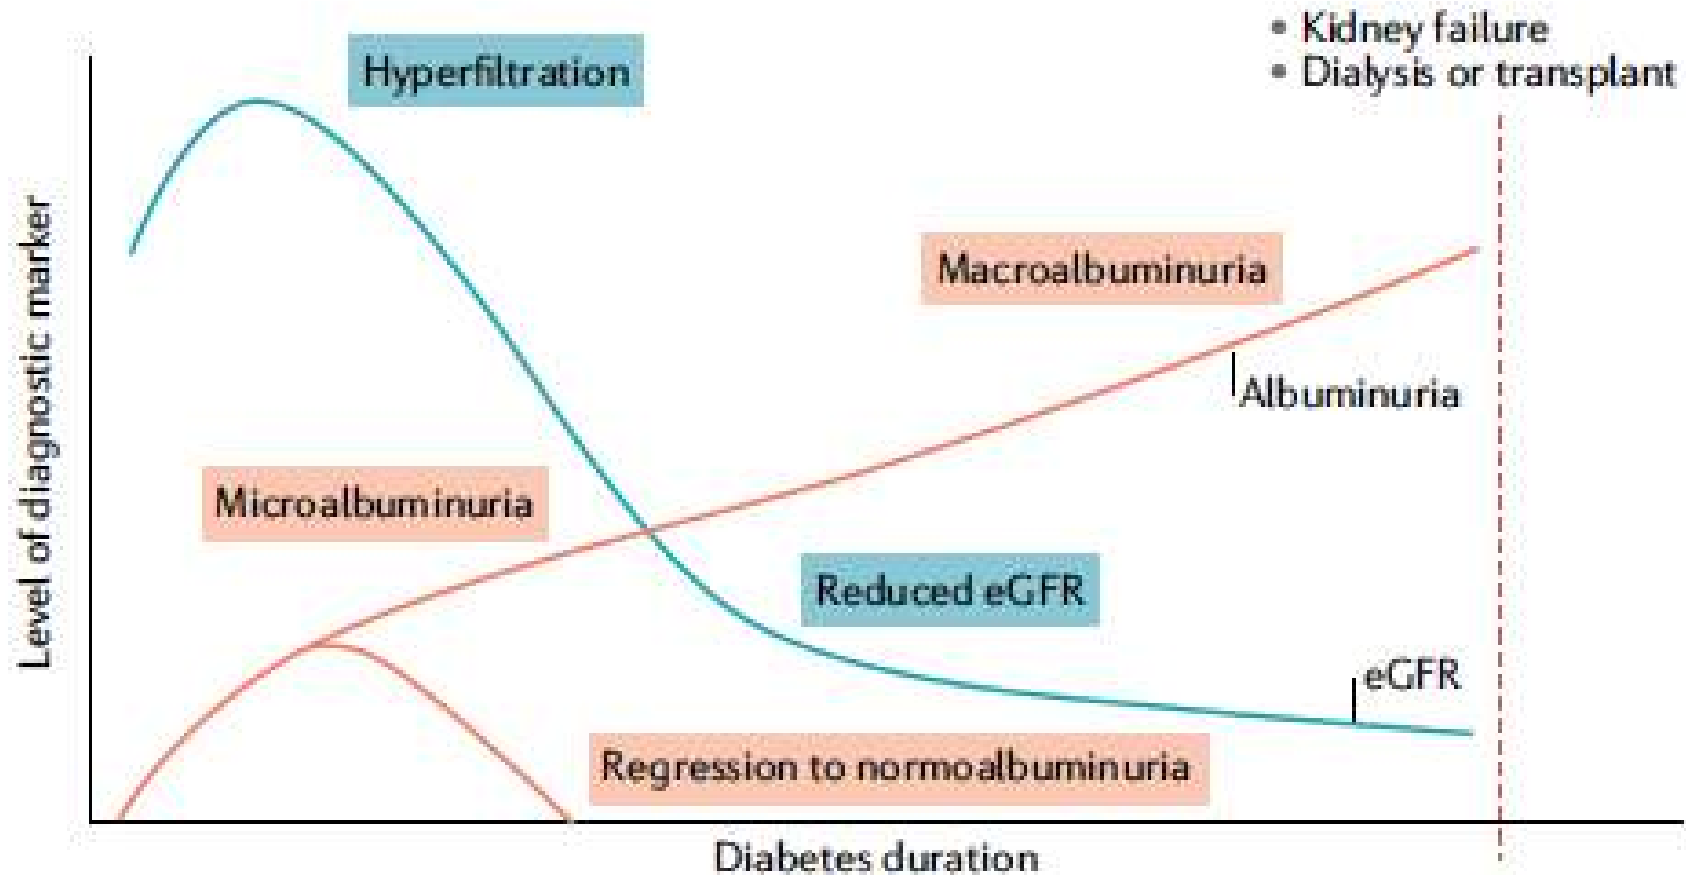 • Kidney failure
• Dialysis or transplant
Hyperfiltration
Macroalbuminuria
Albuminuria
Microalbuminuria
Reduced eGFR
eGFR
Regression to normoalbuminuria
Level of diagnostic marker
Diabetes duration